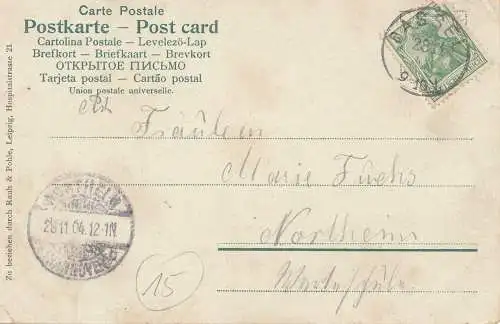 Carte Postale
Postkarte – Post card
Cartolina Postale – Levelező-Lap
Brefkort – Briefkaart – Brevkort
ОТКРЫТОЕ ПИСЬМО
Tarjeta postal – Cartão postal
Union postale universelle.
Zu beziehen durch Rauh & Pohle, Leipzig, Hospitalstrasse 21.
Fräulein
Marie Fuchs
Northeim
28.11.04.12-1N
15